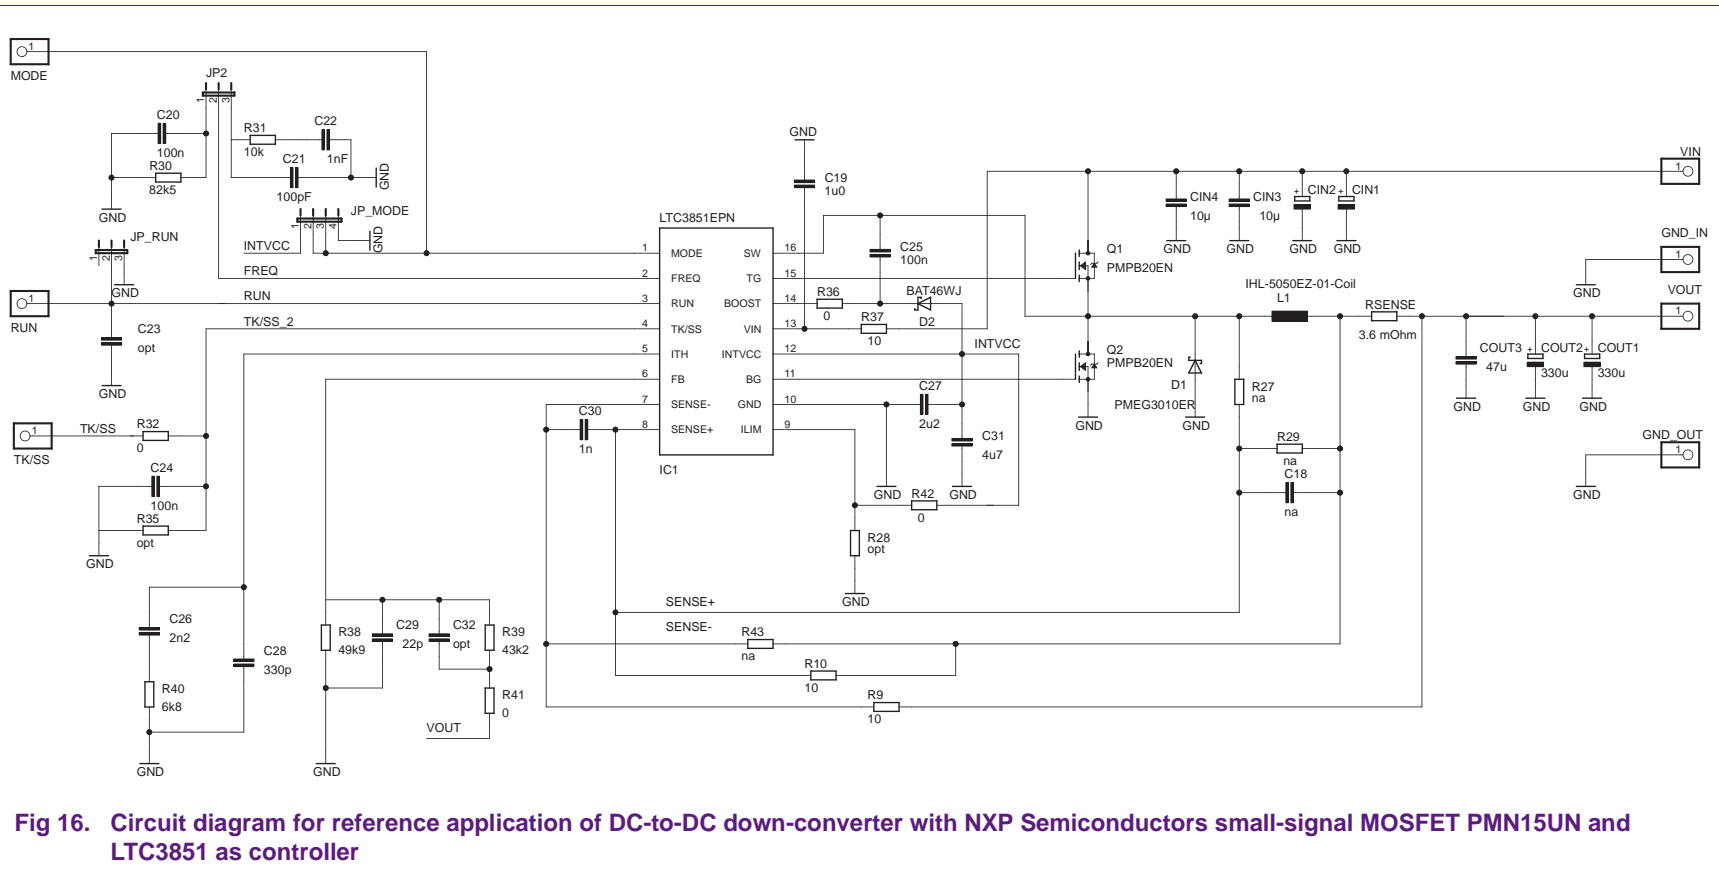 1
MODE
JP2
1
2
3
C20
100n
R30
82k5
GND
R31
10k
C22
1nF
C21
100pF
GND
JP_MODE
1
2
3
4
GND
INTVCC
JP_RUN
1
2
3
GND
FREQ
1
RUN
RUN
C23
opt
GND
TK/SS_2
1
TK/SS
TK/SS
R32
0
C24
100n
R35
opt
GND
C26
2n2
R40
6k8
C28
330p
GND
LTC3851EPN
1 MODE SW 16
2 FREQ TG 15
3 RUN BOOST 14
4 TK/SS VIN 13
5 ITH INTVCC 12
6 FB BG 11
7 SENSE- GND 10
8 SENSE+ ILIM 9
IC1
C30
1n
GND
C19
1u0
C25
100n
R36
0
BAT46WJ
D2
R37
10
INTVCC
C27
2u2
C31
4u7
GND
GND
R42
0
R28
opt
GND
R38
49k9
C29
22p
C32
opt
R39
43k2
R41
0
VOUT
GND
SENSE+
SENSE-
R43
na
R10
10
R9
10
Q1
PMPB20EN
Q2
PMPB20EN
GND
D1
PMEG3010ER
GND
CIN4
10μ
GND
CIN3
10μ
GND
+
CIN2
GND
+
CIN1
GND
IHL-5050EZ-01-Coil
L1
RSENSE
3.6 mOhm
R27
na
R29
na
C18
na
COUT3
47u
GND
+
COUT2
330u
GND
+
COUT1
330u
GND
VIN
1
GND_IN
1
GND
VOUT
1
GND_OUT
1
GND
Fig 16. Circuit diagram for reference application of DC-to-DC down-converter with NXP Semiconductors small-signal MOSFET PMN15UN and
LTC3851 as controller